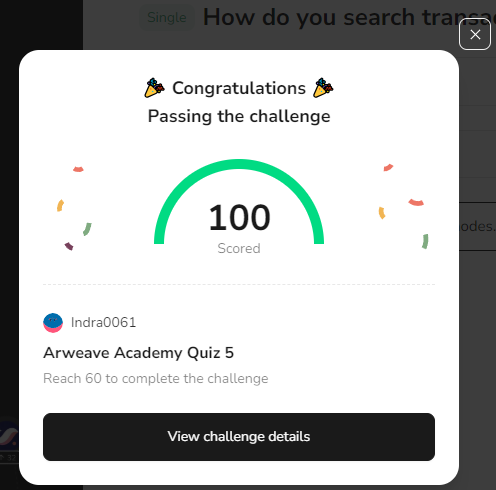 Single How do you search transac
Congratulations
Passing the challenge
100
Scored
odes.
Indra0061
Arweave Academy Quiz 5
Reach 60 to complete the challenge
View challenge details